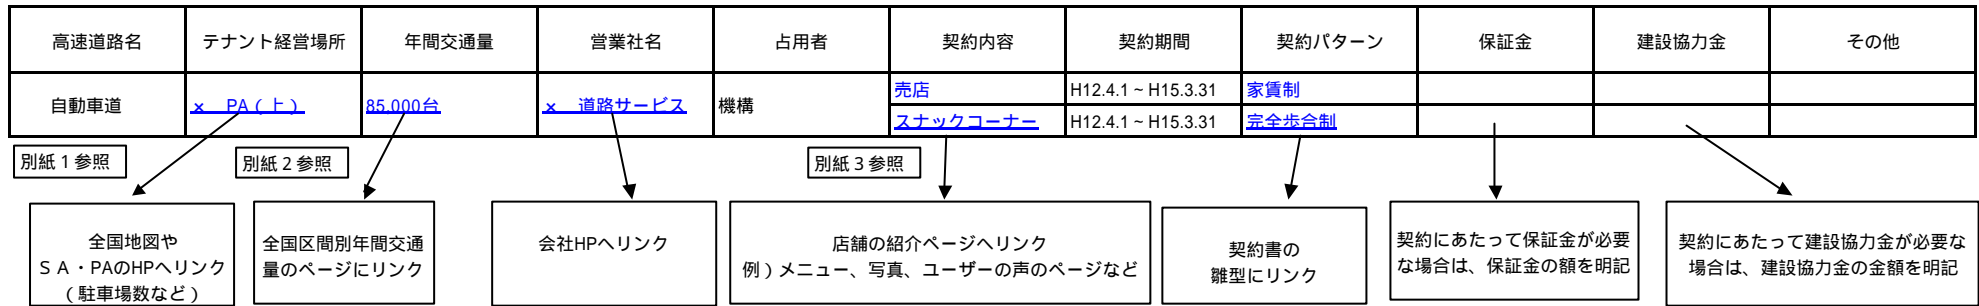 高速道路名 テナント経営場所 年間交通量 営業社名 占用者 契約内容 契約期間 契約パターン 保証金 建設協力金 その他
自動車道 × PA（上） 85,000台 × 道路サービス 機構
売店 H12.4.1～H15.3.31 家賃制
スナックコーナー H12.4.1～H15.3.31 完全歩合制
別紙１参照 別紙２参照 別紙３参照
全国地図や
ＳＡ・PAのHPへリンク
（駐車場数など）
全国区間別年間交通
量のページにリンク
会社HPへリンク
店舗の紹介ページへリンク
例）メニュー、写真、ユーザーの声のページなど
契約書の
雛型にリンク
契約にあたって保証金が必要
な場合は、保証金の額を明記
契約にあたって建設協力金が必要な
場合は、建設協力金の金額を明記